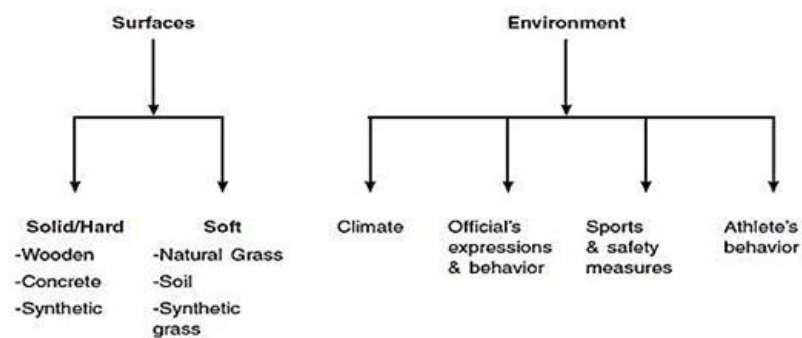 Surfaces
Environment
Solid/Hard
-Wooden
-Concrete
-Synthetic
Soft
-Natural Grass
-Soil
-Synthetic
grass
Climate
Official's
expressions
& behavior
Sports
& safety
measures
Athlete's
behavior